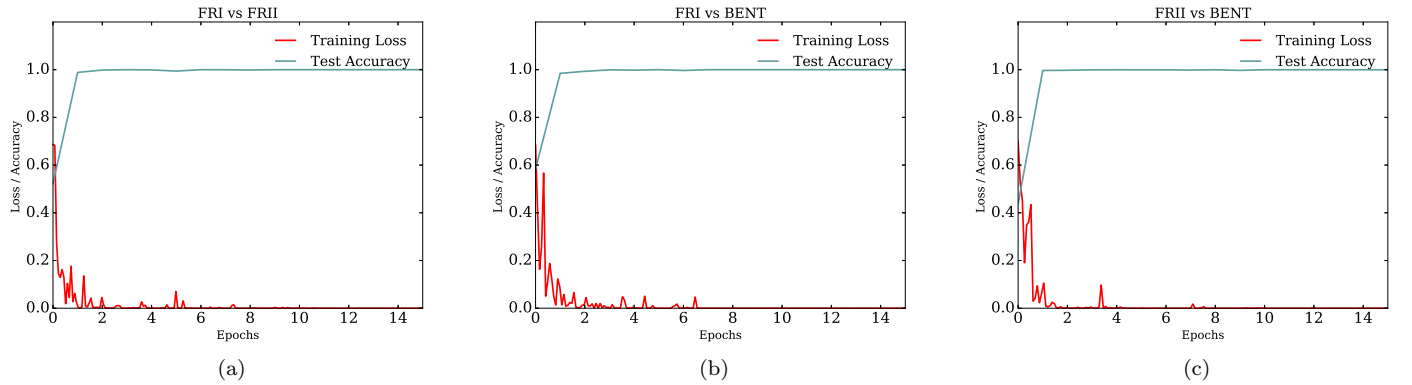 FRI vs FRII
Training Loss
Test Accuracy
1.0
0.8
0.6
0.4
0.2
0.0
Loss / Accuracy
0 2 4 6 8 10 12 14
Epochs
(a)
FRI vs BENT
Training Loss
Test Accuracy
1.0
0.8
0.6
0.4
0.2
0.0
Loss / Accuracy
0 2 4 6 8 10 12 14
Epochs
(b)
FRII vs BENT
Training Loss
Test Accuracy
1.0
0.8
0.6
0.4
0.2
0.0
Loss / Accuracy
0 2 4 6 8 10 12 14
Epochs
(c)